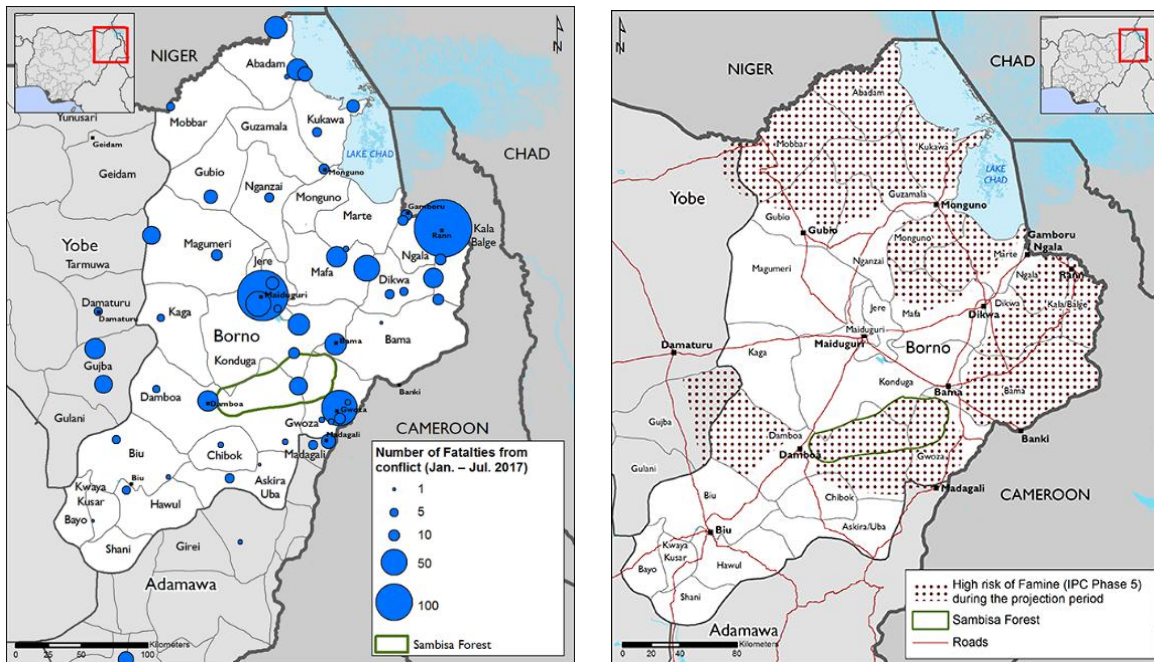 N
NIGER
Abadam
Yunusari
Mobbar
Kukawa
Geidam
Guzamala
Geidam
LAKE CHAD
CHAD
Gubio
Nganzai
Monguno
Monguno
Marte
Gamboru
Rann
Kala
Balge
Yobe
Tarmuwa
Magumeri
Jere
Mafa
Ngala
Dikwa
Maiduguri
Damaturu
Damaturu
Kaga
Borno
Bama
Bama
Gujba
Konduga
Banki
Damboa
Damboa
Gwoza
Gwoza
Gulani
Madagali
Madagali
CAMEROON
Biu
Chibok
Biu
Askira
Uba
Kwaya
Kusar
Hawul
Bayo
Shani
Girei
Adamawa
Number of Fatalties from
conflict (Jan. – Jul. 2017)
1
5
10
50
100
Sambisa Forest
0 25 50 100
Kilometers
N
NIGER
CHAD
Abadam
Mobbar
Kukawa
LAKE
CHAD
Yobe
Guzamala
Monguno
Gubio
Gubio
Monguno
Gamboru
Ngala
Marte
Magumeri
Nganzai
Ngala
Rann
Jere
Mafa
Dikwa
Kala/Balge
Dikwa
Maiduguri
Maiduguri
Borno
Damaturu
Kaga
Konduga
Bama
Bama
Gujba
Damboa
Banki
Damboa
Gwoza
Gulani
Madagali
CAMEROON
Biu
Chibok
Askira/Uba
Biu
Kwaya
Kusar
Hawul
Bayo
Shani
Adamawa
High risk of Famine (IPC Phase 5)
during the projection period
Sambisa Forest
Roads
0 20 40 80
Kilometers